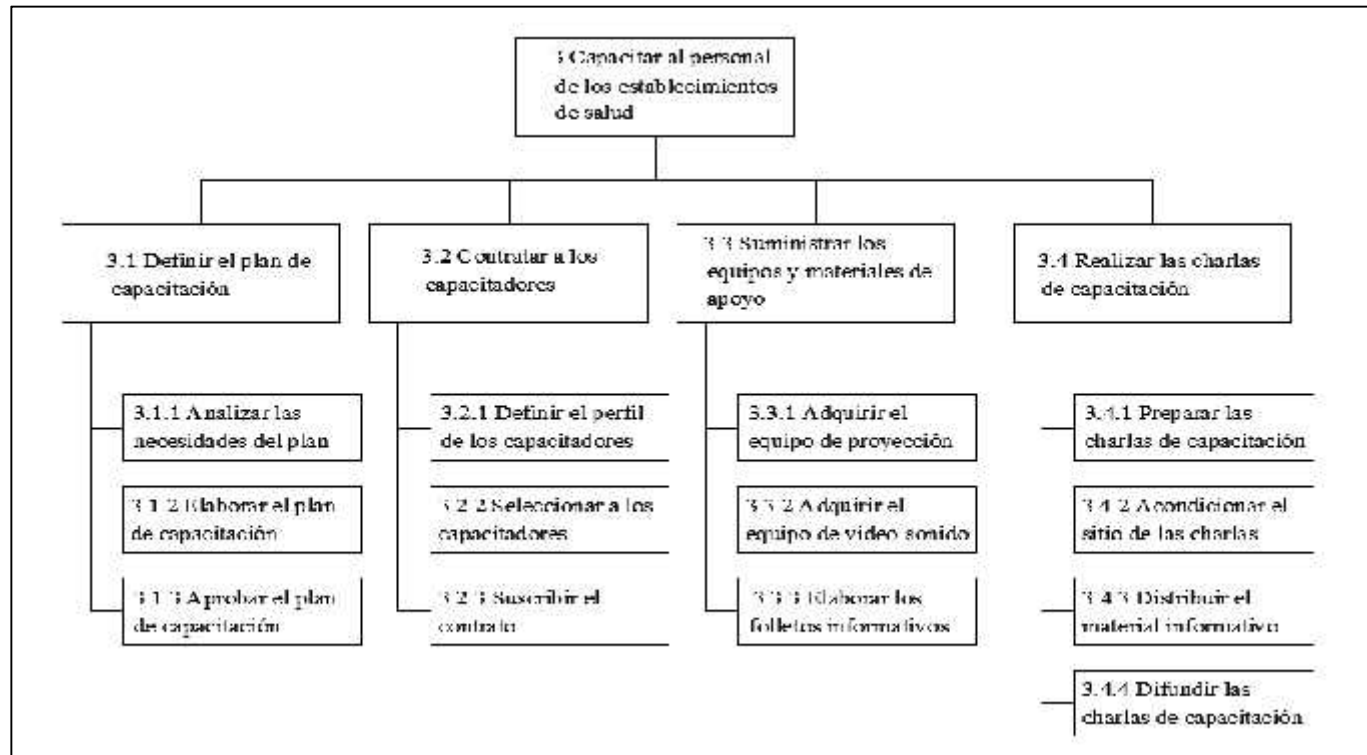 3 Capacitar al personal
de los establecimientos
de salud
3.1 Definir el plan de
capacitación
3.2 Contratar a los
capacitadores
3.3 Suministrar los
equipos y materiales de
apoyo
3.4 Realizar las charlas
de capacitación
3.1.1 Analizar las
necesidades del plan
3.1.2 Elaborar el plan
de capacitación
3.1.3 Aprobar el plan
de capacitación
3.2.1 Definir el perfil
de los capacitadores
3.2.2 Seleccionar a los
capacitadores
3.2.3 Suscribir el
contrato
3.3.1 Adquirir el
equipo de proyección
3.3.2 Adquirir el
equipo de video sonido
3.3.3 Elaborar los
folletos informativos
3.4.1 Preparar las
charlas de capacitación
3.4.2 Acondicionar el
sitio de las charlas
3.4.3 Distribuir el
material informativo
3.4.4 Difundir las
charlas de capacitación